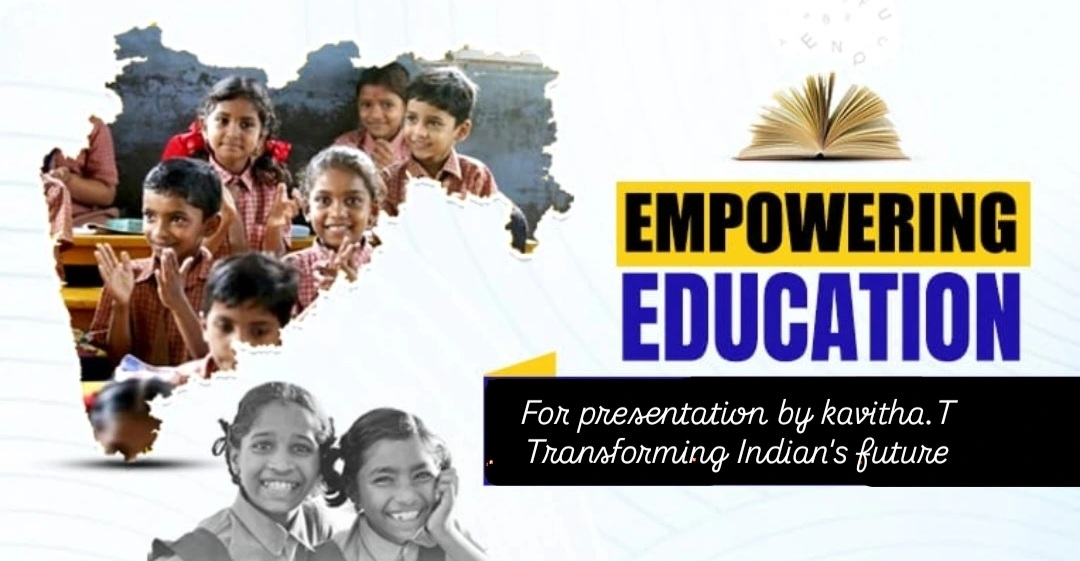 EMPOWERING
EDUCATION
For presentation by kavitha.T
Transforming Indian's future